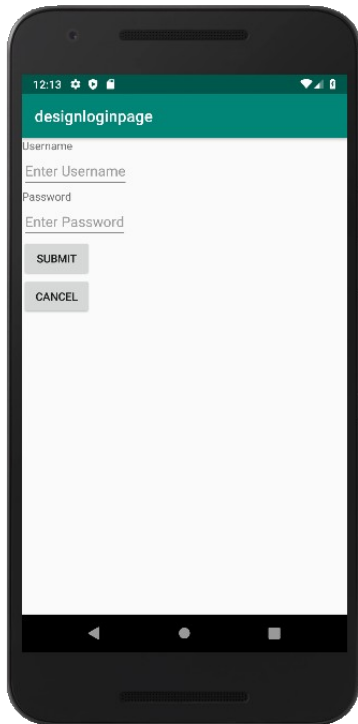 12:13
designloginpage
Username
Enter Username
Password
Enter Password
SUBMIT
CANCEL